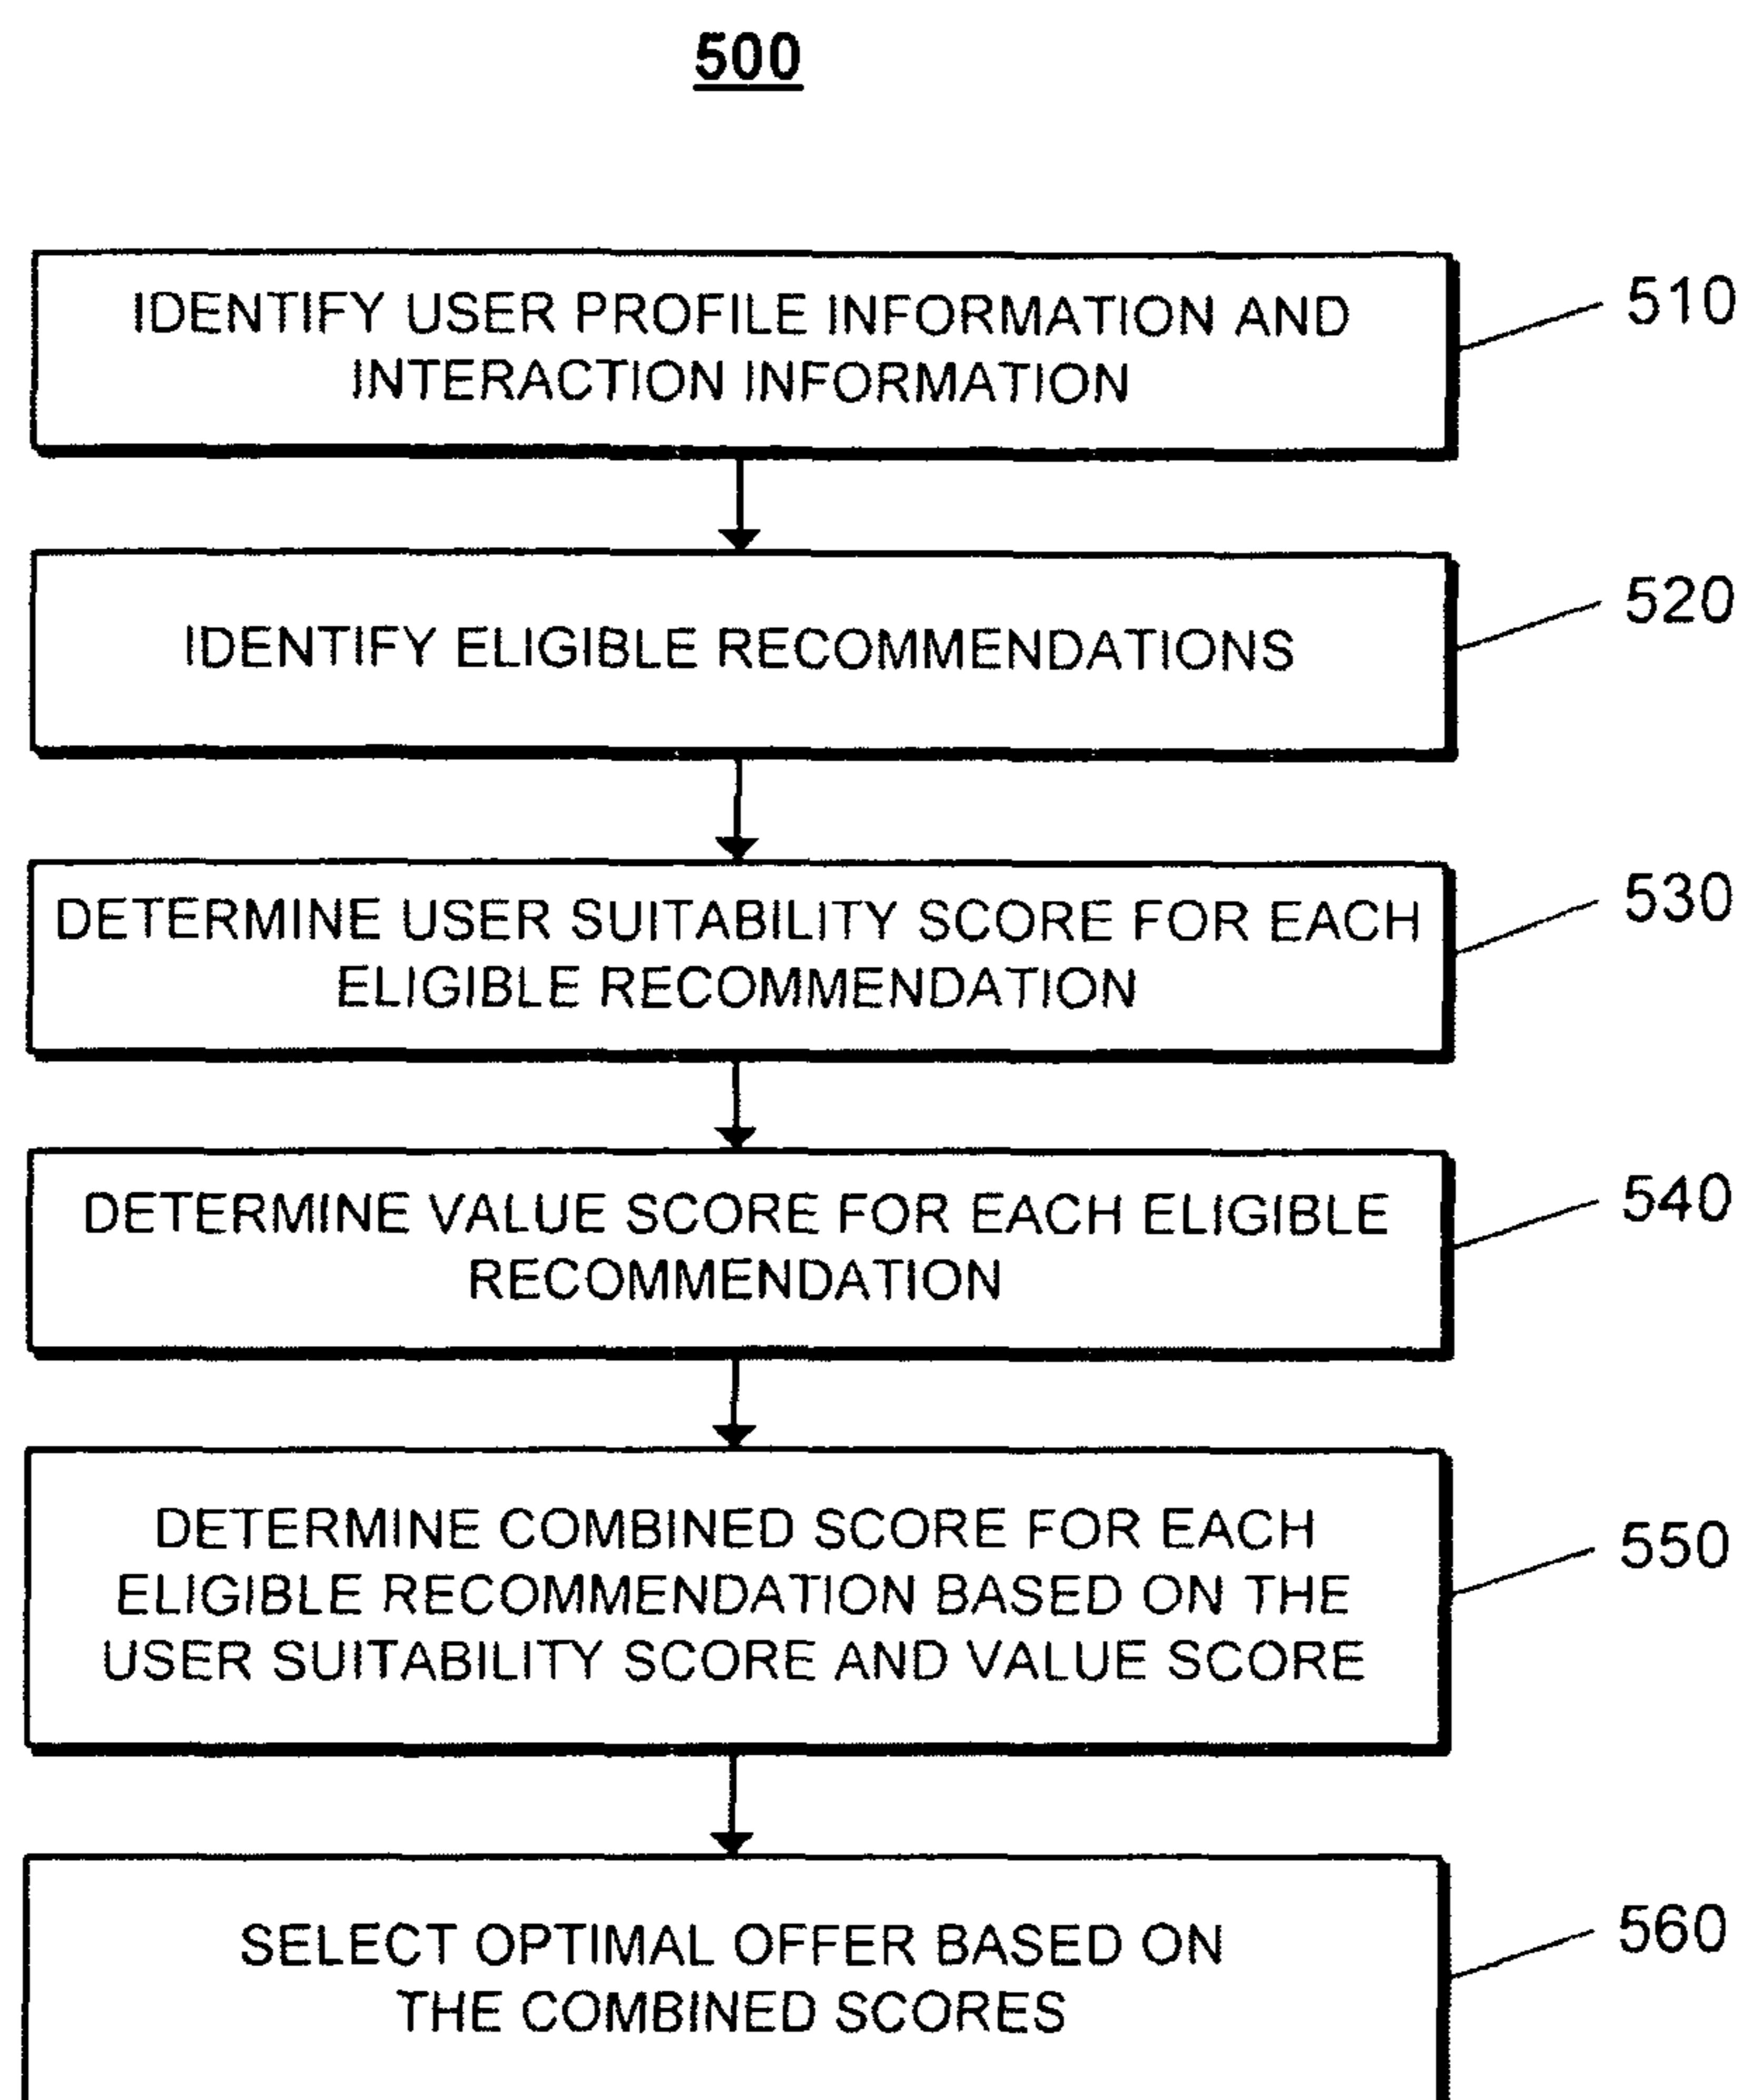 500
IDENTIFY USER PROFILE INFORMATION AND
INTERACTION INFORMATION
510
IDENTIFY ELIGIBLE RECOMMENDATIONS
520
DETERMINE USER SUITABILITY SCORE FOR EACH
ELIGIBLE RECOMMENDATION
530
DETERMINE VALUE SCORE FOR EACH ELIGIBLE
RECOMMENDATION
540
DETERMINE COMBINED SCORE FOR EACH
ELIGIBLE RECOMMENDATION BASED ON THE
USER SUITABILITY SCORE AND VALUE SCORE
550
SELECT OPTIMAL OFFER BASED ON
THE COMBINED SCORES
560